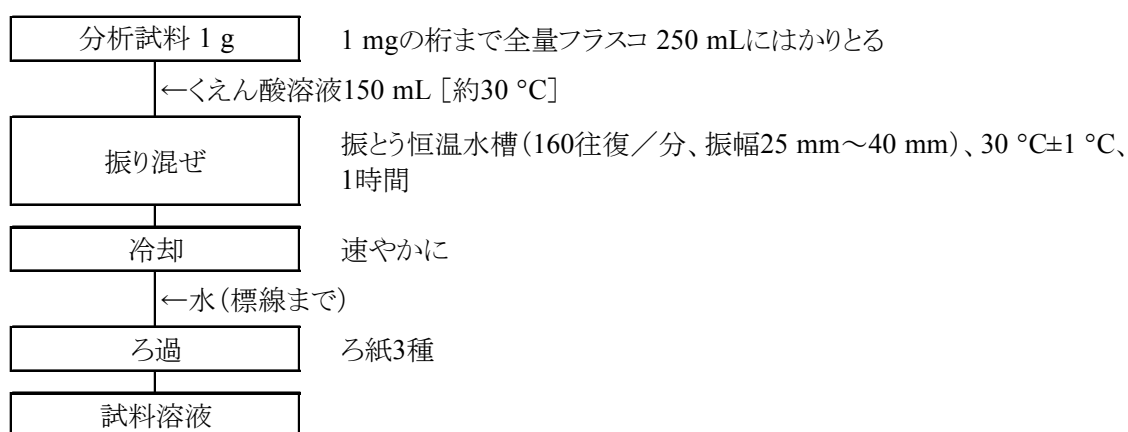 分析試料 1 g
1 mgの桁まで全量フラスコ 250 mLにはかりとる
←くえん酸溶液150 mL [約30 °C]
振り混ぜ
振とう恒温水槽(160往復/分、振幅25 mm~40 mm)、30 °C±1 °C、
1時間
冷却
速やかに
←水(標線まで)
ろ過
ろ紙3種
試料溶液